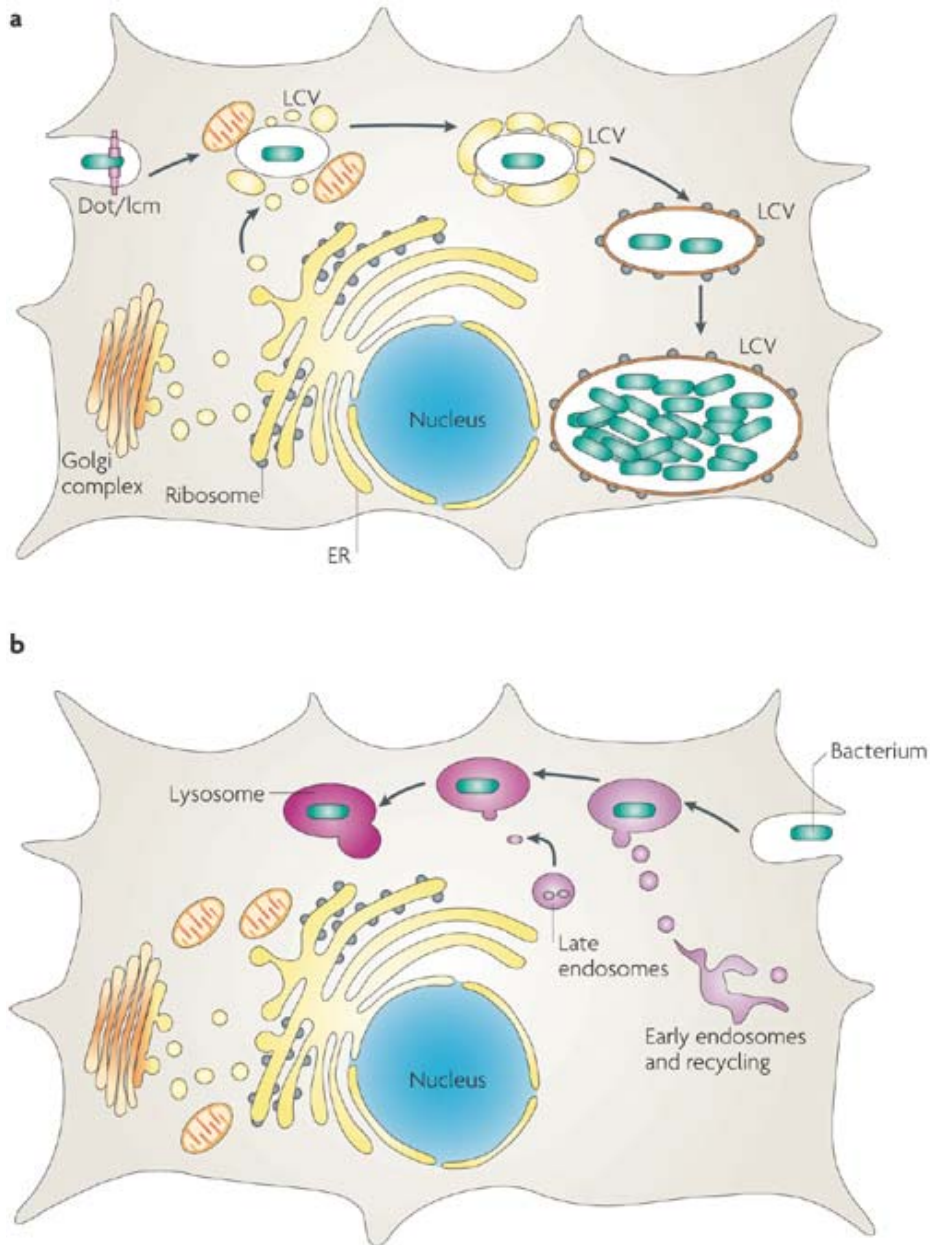 a
LCV
LCV
Dot/Icm
LCV
LCV
Nucleus
Golgi
complex
Ribosome
ER
b
Bacterium
Lysosome
Late
endosomes
Early endosomes
and recycling
Nucleus